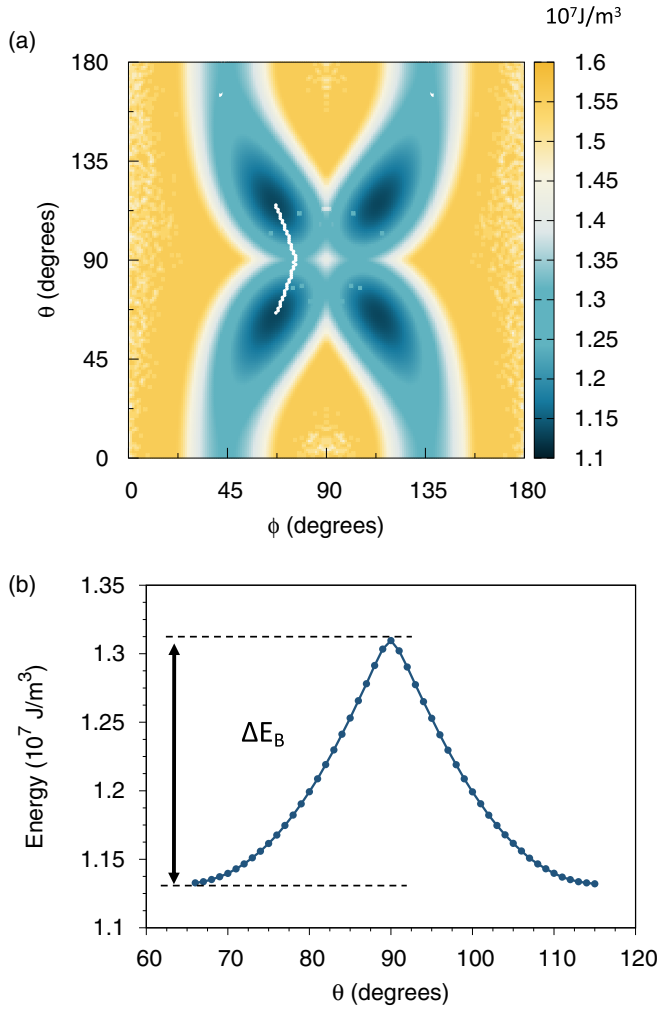 10⁷J/m³
(a)
180
135
90
45
0
θ (degrees)
0 45 90 135 180
ϕ (degrees)
1.6
1.55
1.5
1.45
1.4
1.35
1.3
1.25
1.2
1.15
1.1
(b)
1.35
1.3
1.25
1.2
1.15
1.1
Energy (10⁷ J/m³)
ΔE_B
60 70 80 90 100 110 120
θ (degrees)